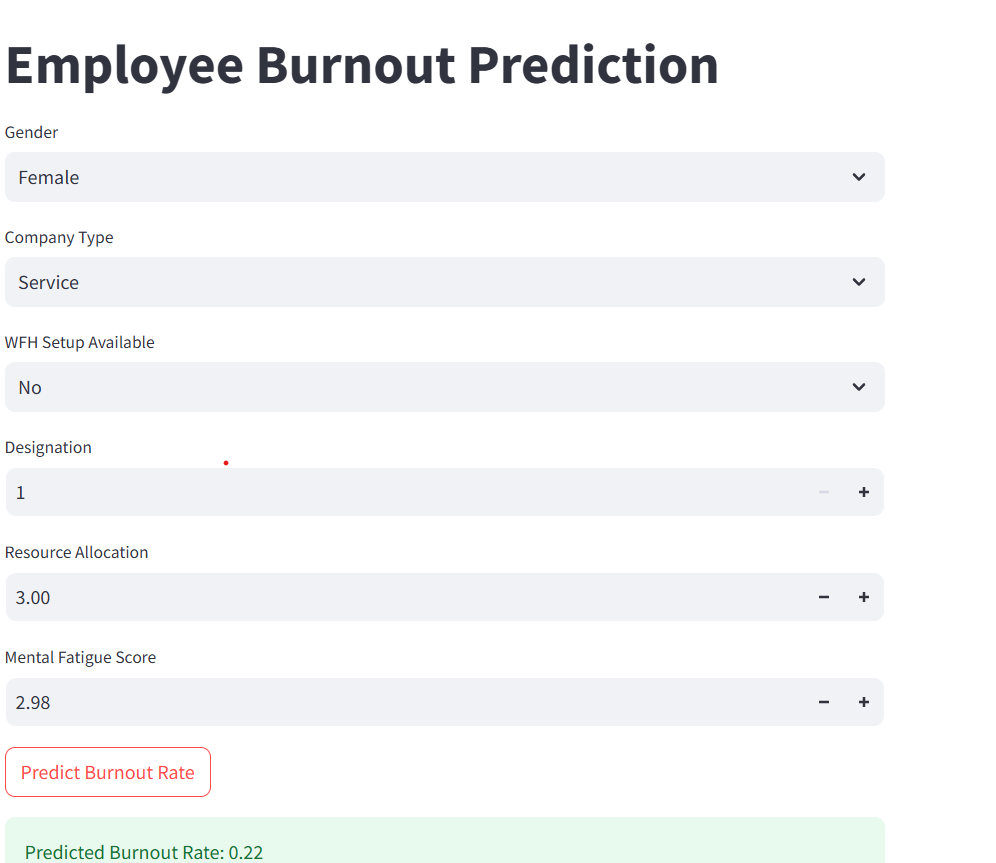 Employee Burnout Prediction
Gender
Female
Company Type
Service
WFH Setup Available
No
Designation
1
Resource Allocation
3.00
Mental Fatigue Score
2.98
Predict Burnout Rate
Predicted Burnout Rate: 0.22